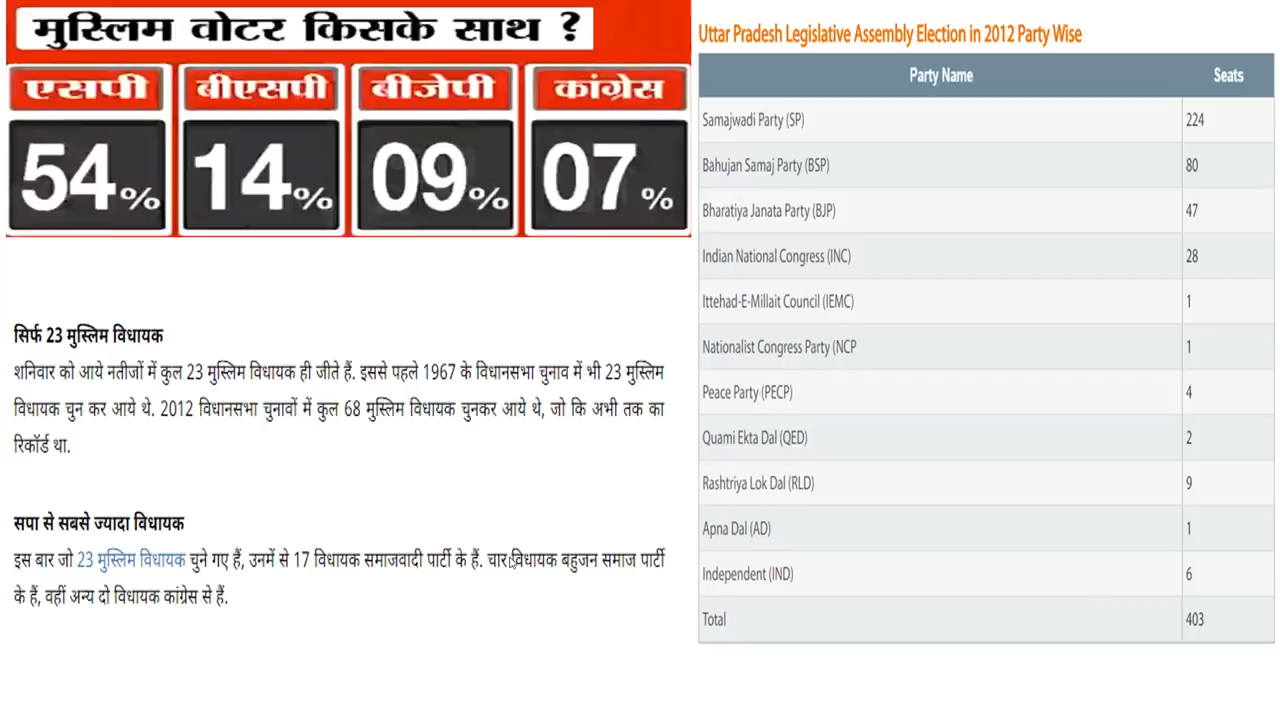 मुस्लिम वोटर किसके साथ ?
एसपी बीएसपी बीजेपी कांग्रेस
54% 14% 09% 07%
सिर्फ 23 मुस्लिम विधायक
शनिवार को आये नतीजों में कुल 23 मुस्लिम विधायक ही जीते हैं. इससे पहले 1967 के विधानसभा चुनाव में भी 23 मुस्लिम
विधायक चुन कर आये थे. 2012 विधानसभा चुनावों में कुल 68 मुस्लिम विधायक चुनकर आये थे, जो कि अभी तक का
रिकॉर्ड था.
सपा से सबसे ज्यादा विधायक
इस बार जो 23 मुस्लिम विधायक चुने गए हैं, उनमें से 17 विधायक समाजवादी पार्टी के हैं. चार विधायक बहुजन समाज पार्टी
के हैं, वहीं अन्य दो विधायक कांग्रेस से हैं.
Uttar Pradesh Legislative Assembly Election in 2012 Party Wise
Party Name Seats
Samajwadi Party (SP) 224
Bahujan Samaj Party (BSP) 80
Bharatiya Janata Party (BJP) 47
Indian National Congress (INC) 28
Ittehad-E-Millait Council (IEMC) 1
Nationalist Congress Party (NCP 1
Peace Party (PECP) 4
Quami Ekta Dal (QED) 2
Rashtriya Lok Dal (RLD) 9
Apna Dal (AD) 1
Independent (IND) 6
Total 403